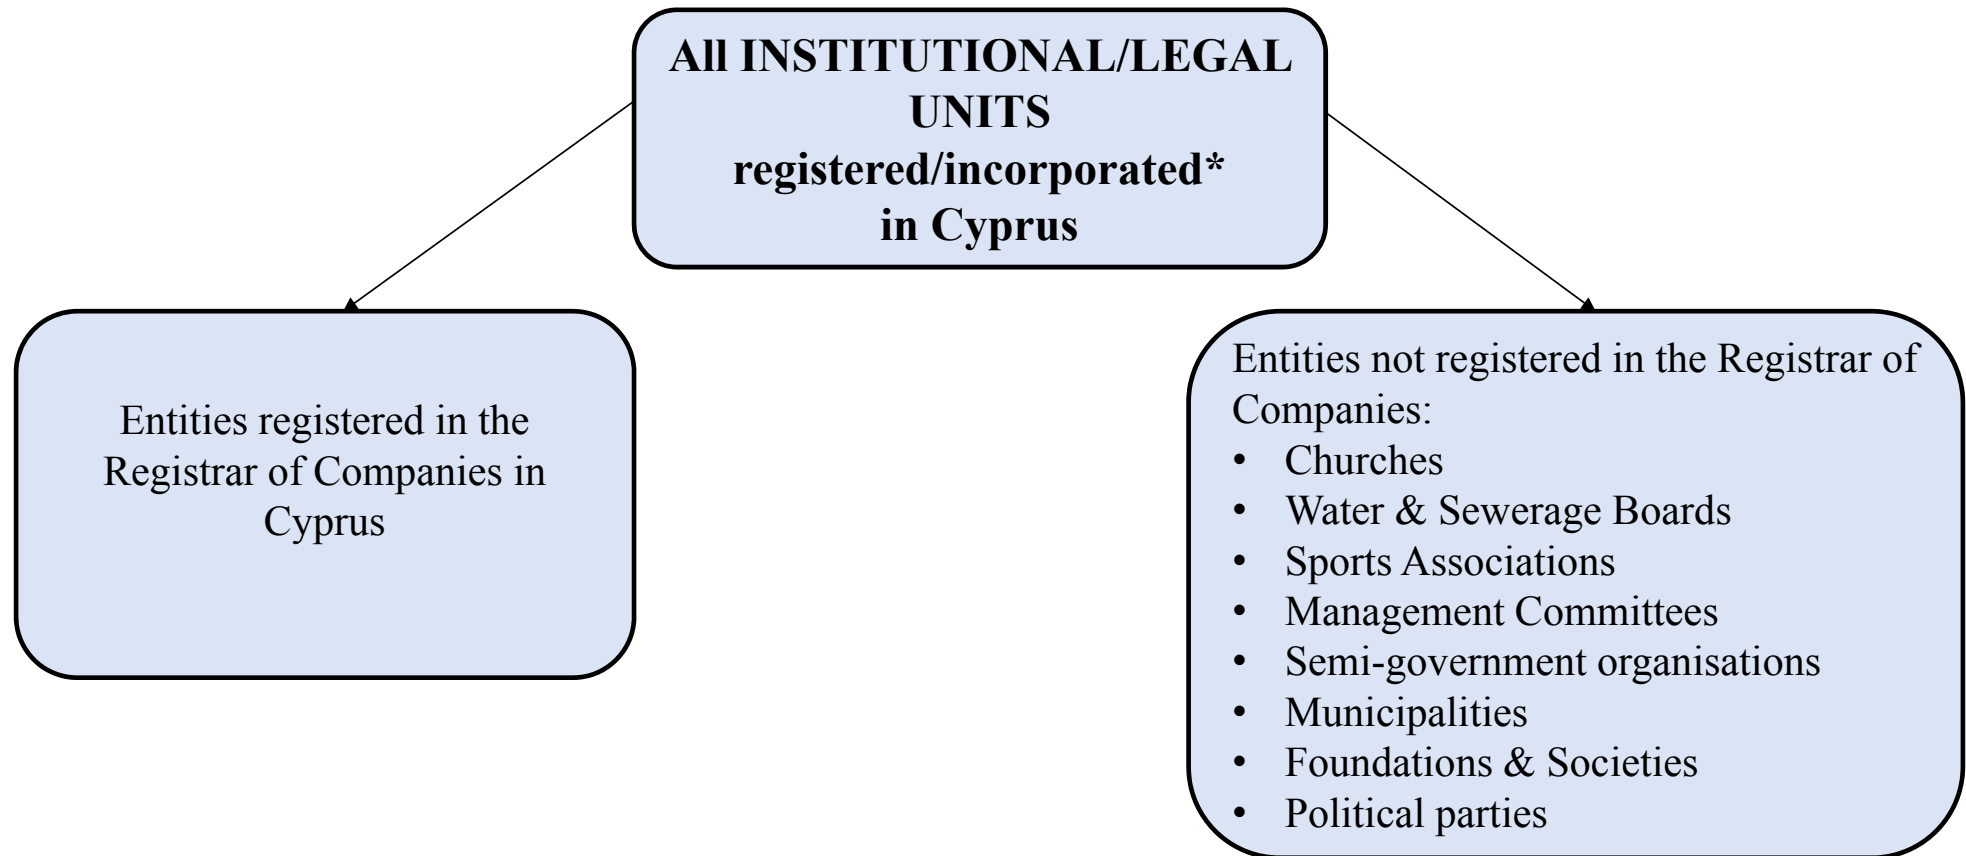 All INSTITUTIONAL/LEGAL
UNITS
registered/incorporated*
in Cyprus
Entities registered in the
Registrar of Companies in
Cyprus
Entities not registered in the Registrar of
Companies:
• Churches
• Water & Sewerage Boards
• Sports Associations
• Management Committees
• Semi-government organisations
• Municipalities
• Foundations & Societies
• Political parties